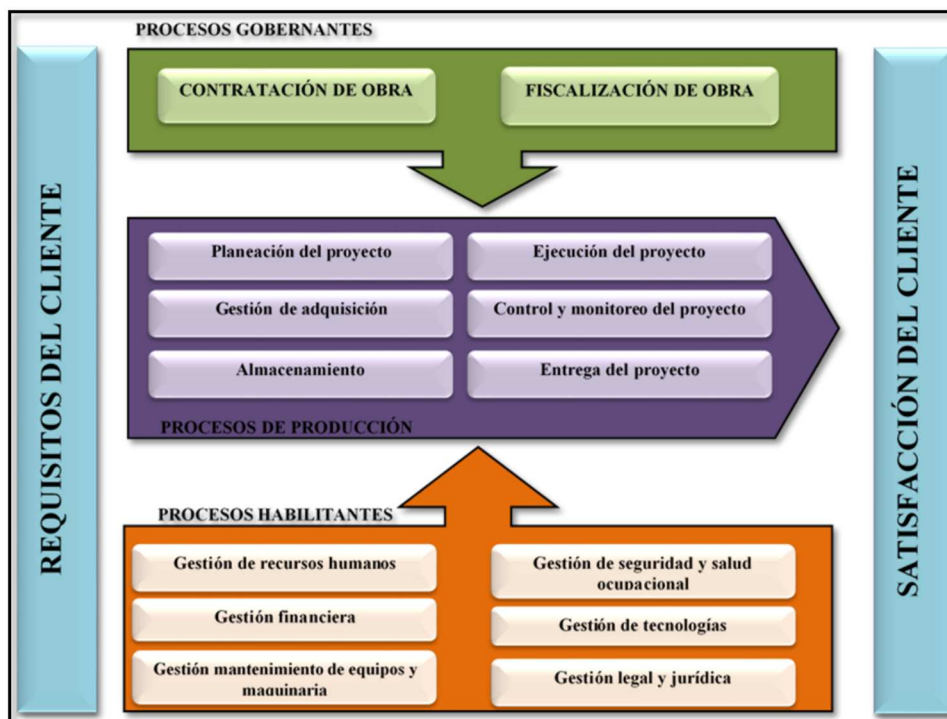 PROCESOS GOBERNANTES
CONTRATACIÓN DE OBRA
FISCALIZACIÓN DE OBRA
REQUISITOS DEL CLIENTE
Planeación del proyecto
Ejecución del proyecto
Gestión de adquisición
Control y monitoreo del proyecto
Almacenamiento
Entrega del proyecto
PROCESOS DE PRODUCCIÓN
PROCESOS HABILITANTES
Gestión de recursos humanos
Gestión de seguridad y salud
ocupacional
Gestión financiera
Gestión de tecnologías
Gestión mantenimiento de equipos y
maquinaria
Gestión legal y jurídica
SATISFACCIÓN DEL CLIENTE